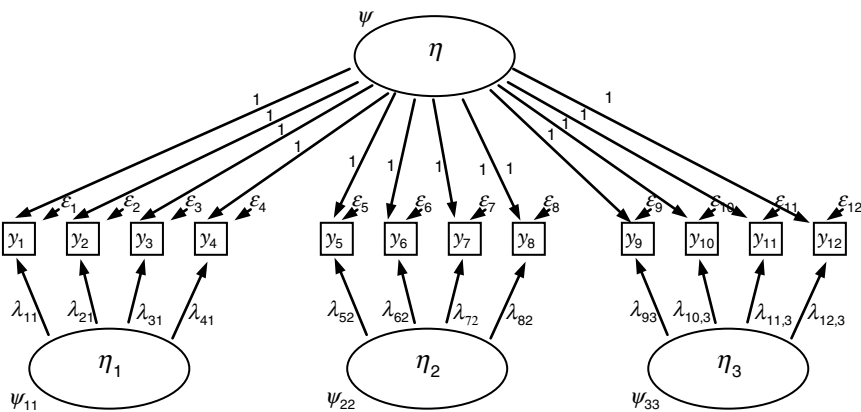 ψ
η
1 1 1 1 1 1 1 1 1 1 1 1
ε₁ ε₂ ε₃ ε₄ ε₅ ε₆ ε₇ ε₈ ε₉ ε₁₀ ε₁₁ ε₁₂
y₁ y₂ y₃ y₄ y₅ y₆ y₇ y₈ y₉ y₁₀ y₁₁ y₁₂
λ₁₁ λ₂₁ λ₃₁ λ₄₁ λ₅₂ λ₆₂ λ₇₂ λ₈₂ λ₉₃ λ₁₀,₃ λ₁₁,₃ λ₁₂,₃
η₁ η₂ η₃
ψ₁₁ ψ₂₂ ψ₃₃